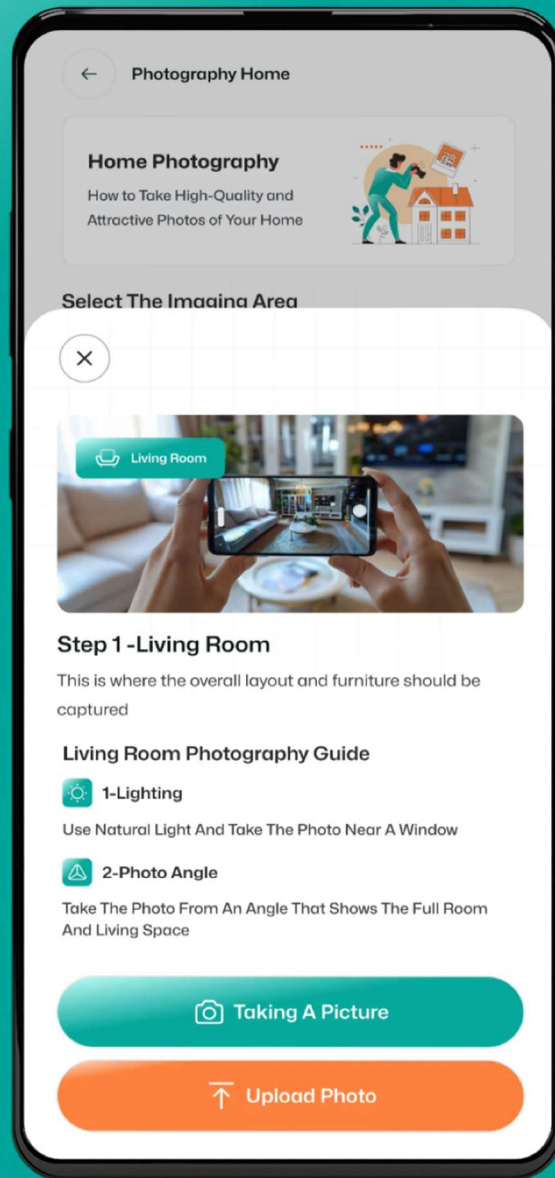 Photography Home
Home Photography
How to Take High-Quality and
Attractive Photos of Your Home
Select The Imaging Area
Living Room
Step 1 -Living Room
This is where the overall layout and furniture should be
captured
Living Room Photography Guide
1-Lighting
Use Natural Light And Take The Photo Near A Window
2-Photo Angle
Take The Photo From An Angle That Shows The Full Room
And Living Space
Taking A Picture
Upload Photo